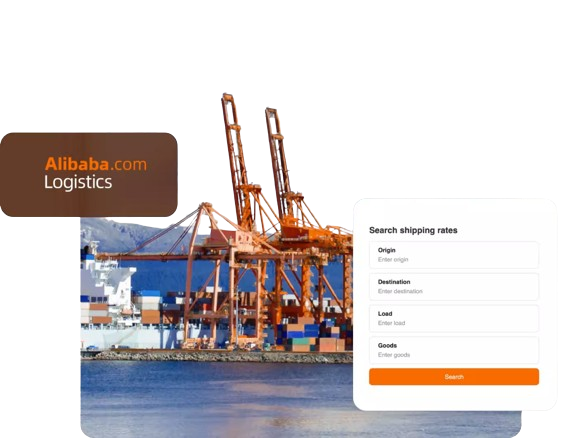 Alibaba.com
Logistics
Search shipping rates
Origin
Enter origin
Destination
Enter destination
Load
Enter load
Goods
Enter goods
Search